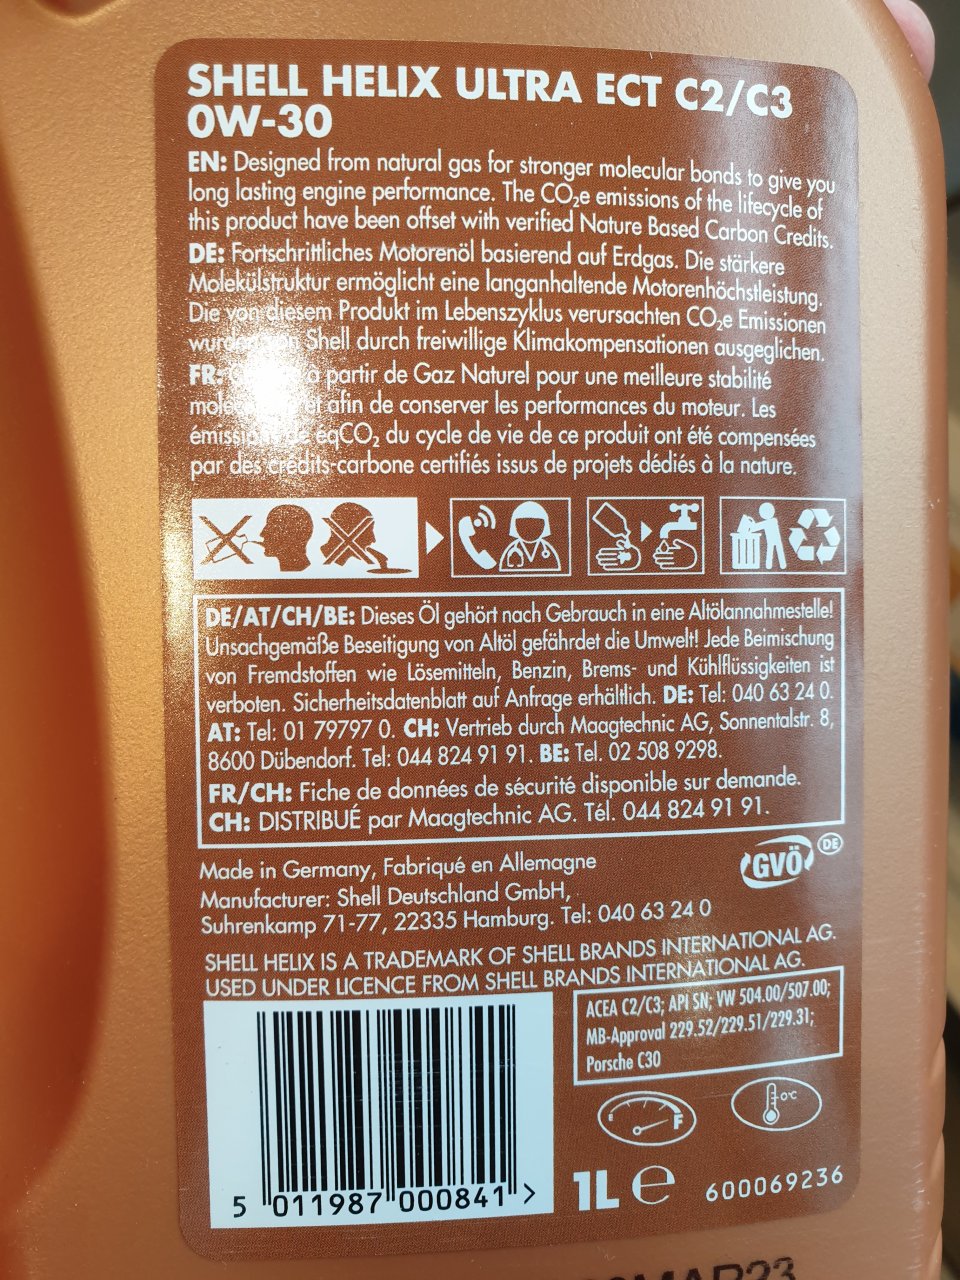 SHELL HELIX ULTRA ECT C2/C3
0W-30
EN: Designed from natural gas for stronger molecular bonds to give you
long lasting engine performance. The CO₂e emissions of the lifecycle of
this product have been offset with verified Nature Based Carbon Credits.
DE: Fortschrittliches Motorenöl basierend auf Erdgas. Die stärkere
Molekülstruktur ermöglicht eine langanhaltende Motorenhöchstleistung.
Die von diesem Produkt im Lebenszyklus verursachten CO₂e Emissionen
wurden von Shell durch freiwillige Klimakompensationen ausgeglichen.
FR: à partir de Gaz Naturel pour une meilleure stabilité
et afin de conserver les performances du moteur. Les
émissions de éqCO₂ du cycle de vie de ce produit ont été compensées
par des crédits-carbone certifiés issus de projets dédiés à la nature.
DE/AT/CH/BE: Dieses Öl gehört nach Gebrauch in eine Altölannahmestelle!
Unsachgemäße Beseitigung von Altöl gefährdet die Umwelt! Jede Beimischung
von Fremdstoffen wie Lösemitteln, Benzin, Brems- und Kühlflüssigkeiten ist
verboten. Sicherheitsdatenblatt auf Anfrage erhältlich. DE: Tel: 040 63 24 0.
AT: Tel: 01 79797 0. CH: Vertrieb durch Maagtechnic AG, Sonnentalstr. 8,
8600 Dübendorf. Tel: 044 824 91 91. BE: Tel. 02 508 9298.
FR/CH: Fiche de données de sécurité disponible sur demande.
CH: DISTRIBUÉ par Maagtechnic AG. Tél. 044 824 91 91.
GVÖ DE
Made in Germany, Fabriqué en Allemagne
Manufacturer: Shell Deutschland GmbH,
Suhrenkamp 71-77, 22335 Hamburg. Tel: 040 63 24 0
SHELL HELIX IS A TRADEMARK OF SHELL BRANDS INTERNATIONAL AG.
USED UNDER LICENCE FROM SHELL BRANDS INTERNATIONAL AG.
ACEA C2/C3; API SN; VW 504.00/507.00;
MB-Approval 229.52/229.51/229.31;
Porsche C30
F
°C
5 011987 000841 >
1L e 600069236
MAR23